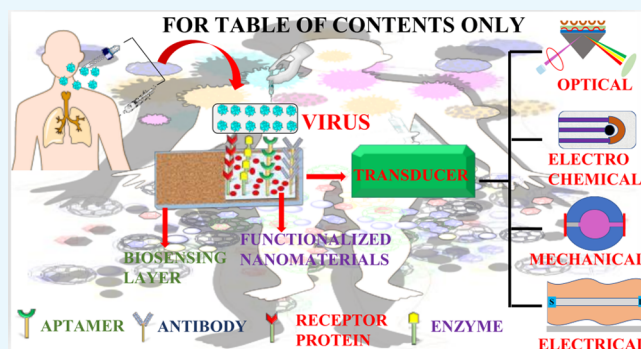 FOR TABLE OF CONTENTS ONLY
OPTICAL
VIRUS
ELECTRO
CHEMICAL
TRANSDUCER
BIOSENSING
LAYER
FUNCTIONALIZED
NANOMATERIALS
MECHANICAL
S
APTAMER
ANTIBODY
RECEPTOR
PROTEIN
ENZYME
ELECTRICAL